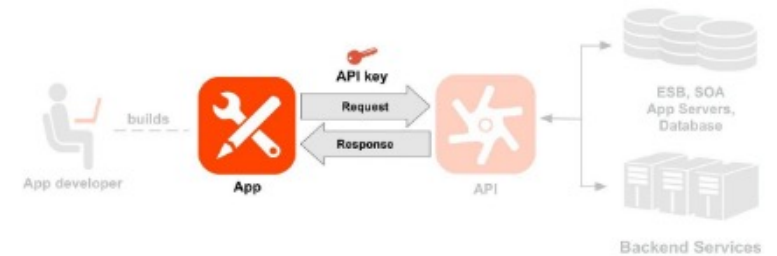 API key
Request
Response
builds
App developer
App
API
ESB, SOA
App Servers,
Database
Backend Services